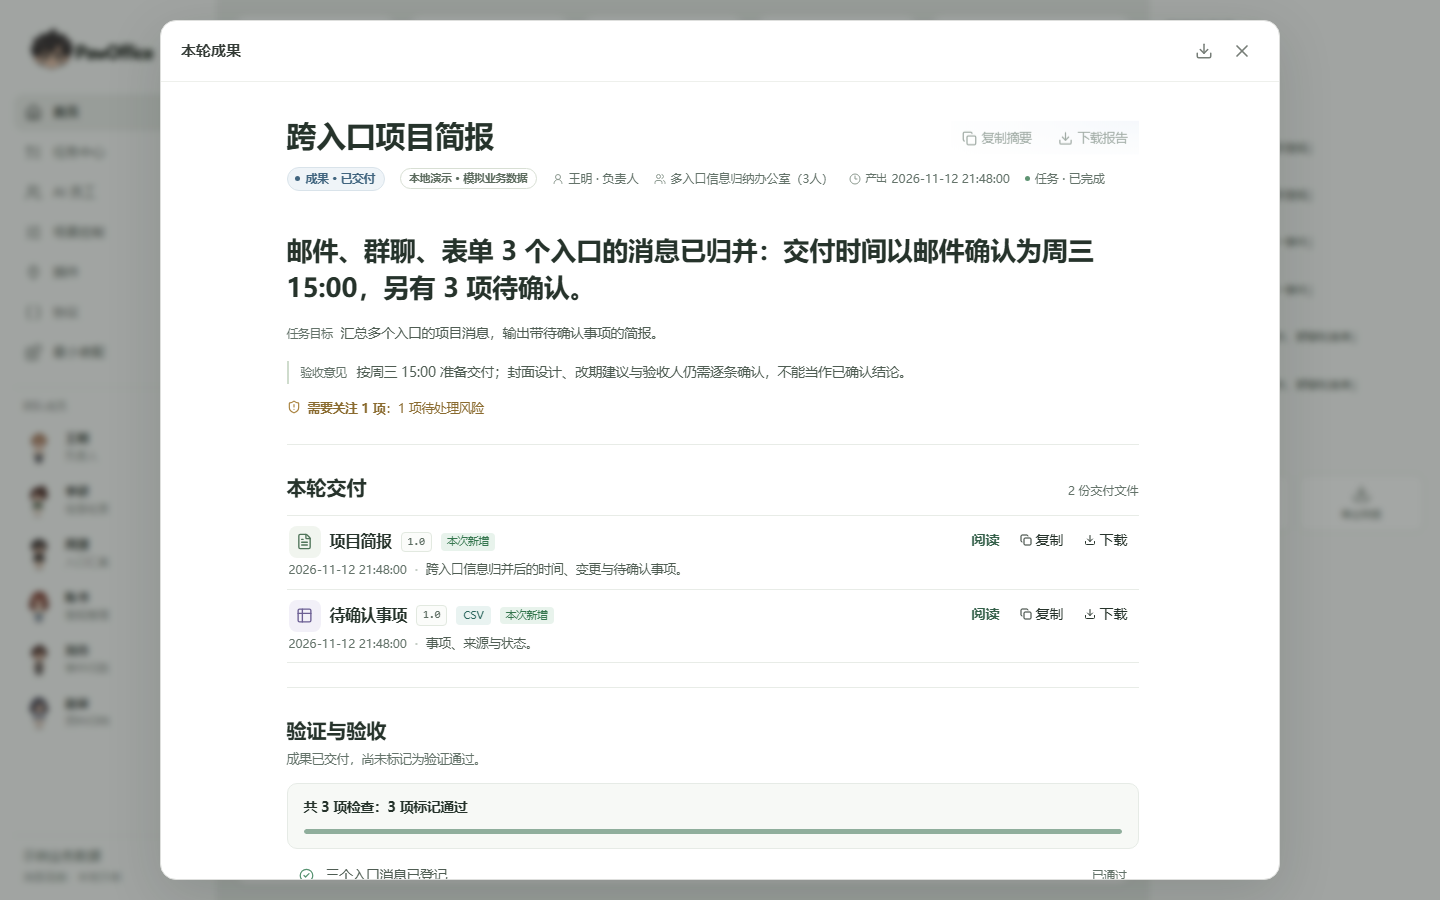 本轮成果
跨入口项目简报
复制摘要 下载报告
成果 • 已交付 本地演示 • 模拟业务数据 王明 · 负责人 多入口信息归纳办公室（3人） 产出 2026-11-12 21:48:00 任务 · 已完成
邮件、群聊、表单 3 个入口的消息已归并：交付时间以邮件确认为周三
15:00，另有 3 项待确认。
任务目标 汇总多个入口的项目消息，输出带待确认事项的简报。
验收意见 按周三 15:00 准备交付；封面设计、改期建议与验收人仍需逐条确认，不能当作已确认结论。
需要关注 1 项：1 项待处理风险
本轮交付 2 份交付文件
项目简报 1.0 本次新增 阅读 复制 下载
2026-11-12 21:48:00 · 跨入口信息归并后的时间、变更与待确认事项。
待确认事项 1.0 CSV 本次新增 阅读 复制 下载
2026-11-12 21:48:00 · 事项、来源与状态。
验证与验收
成果已交付，尚未标记为验证通过。
共 3 项检查：3 项标记通过
三个入口消息已登记 已通过
PawOffice